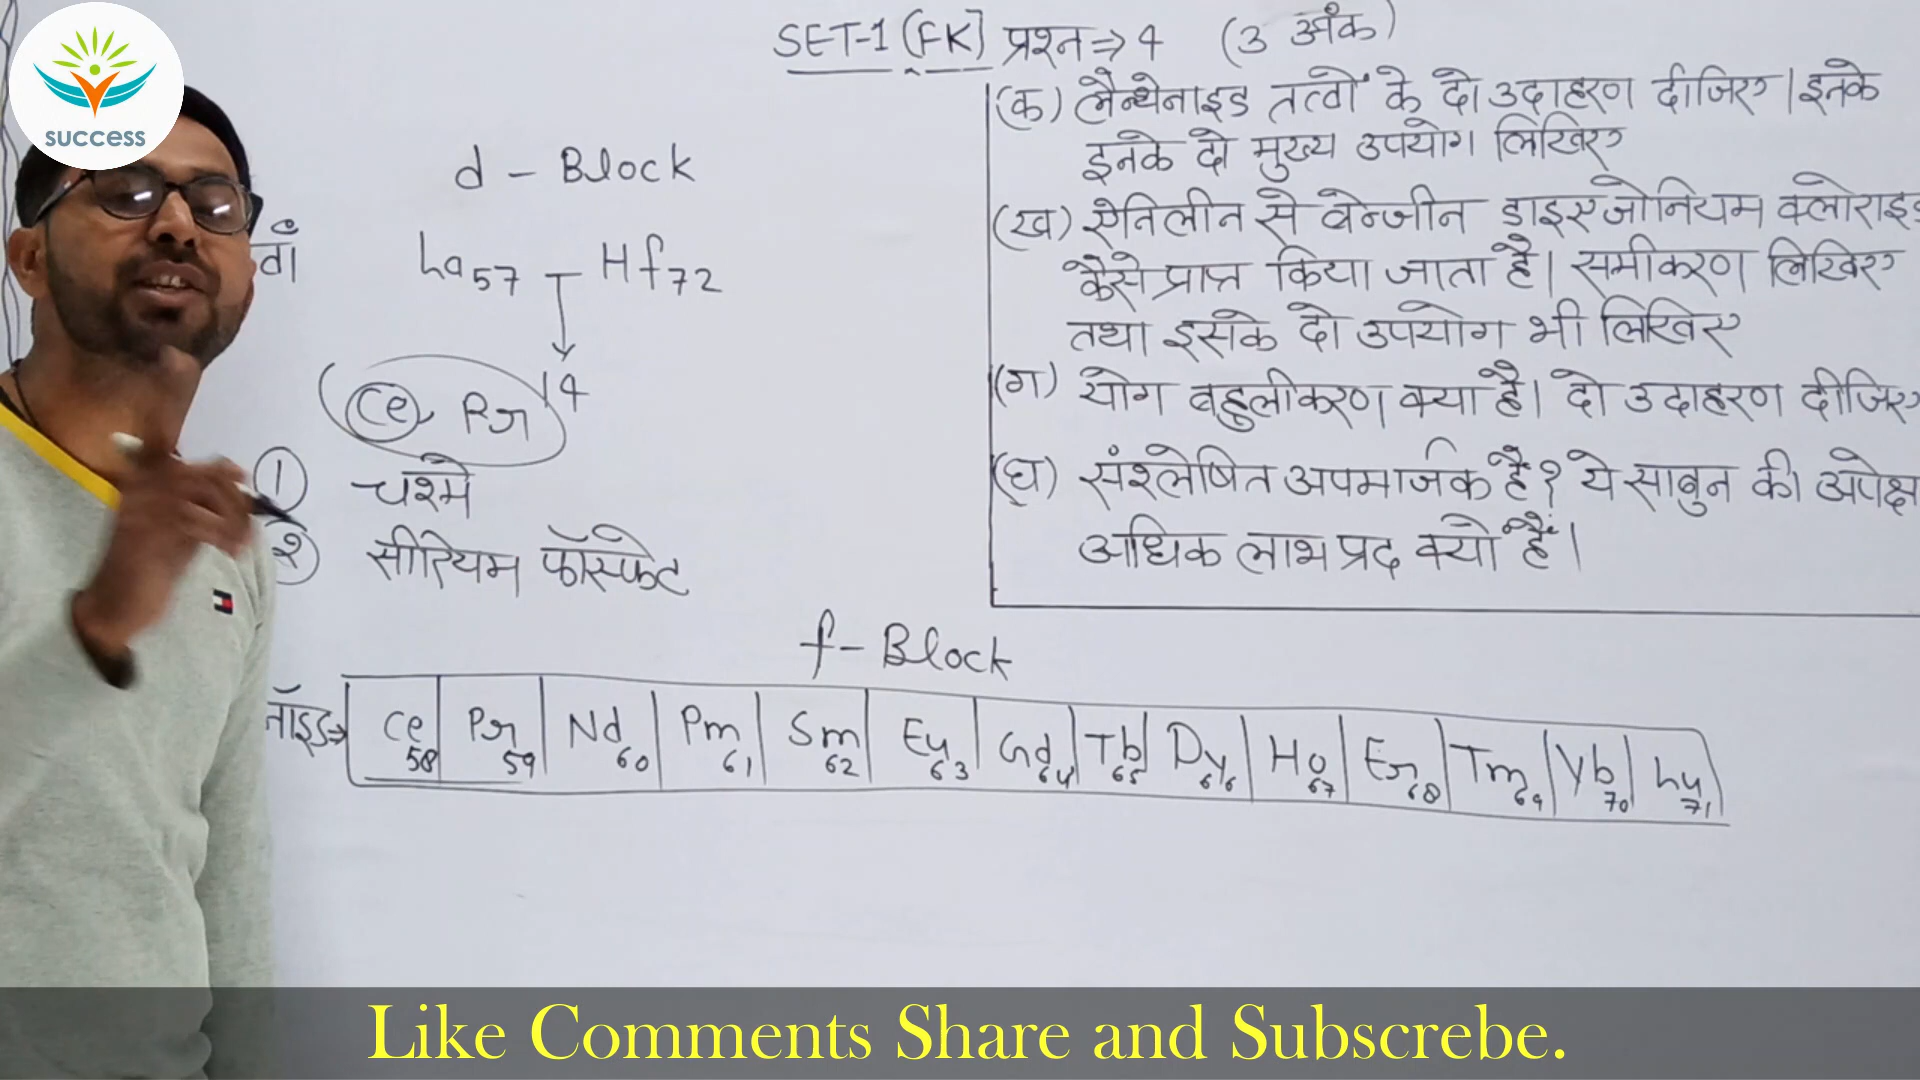 success
SET-1 (FK) प्रश्न ⇒ 4 (3 अंक)
(क) लैन्थेनाइड तत्वों के दो उदाहरण दीजिए। इनके
इनके दो मुख्य उपयोग लिखिए
(ख) ऐनिलीन से बेन्जीन डाइएजोनियम क्लोराइड
कैसे प्राप्त किया जाता है। समीकरण लिखिए
तथा इसके दो उपयोग भी लिखिए
(ग) योग बहुलीकरण क्या है। दो उदाहरण दीजिए
(घ) संश्लेषित अपमार्जक है? ये साबुन की अपेक्षा
अधिक लाभप्रद क्यों हैं।
d - Block
La57 Hf72
14
Ce, Pr
① चश्मे
② सीरियम फॉस्फेट
f - Block
नॉइड→ Ce 58 Pr 59 Nd 60 Pm 61 Sm 62 Eu 63 Gd 64 Tb 65 Dy 66 Ho 67 Er 68 Tm 69 Yb 70 Lu 71
Like Comments Share and Subscrebe.